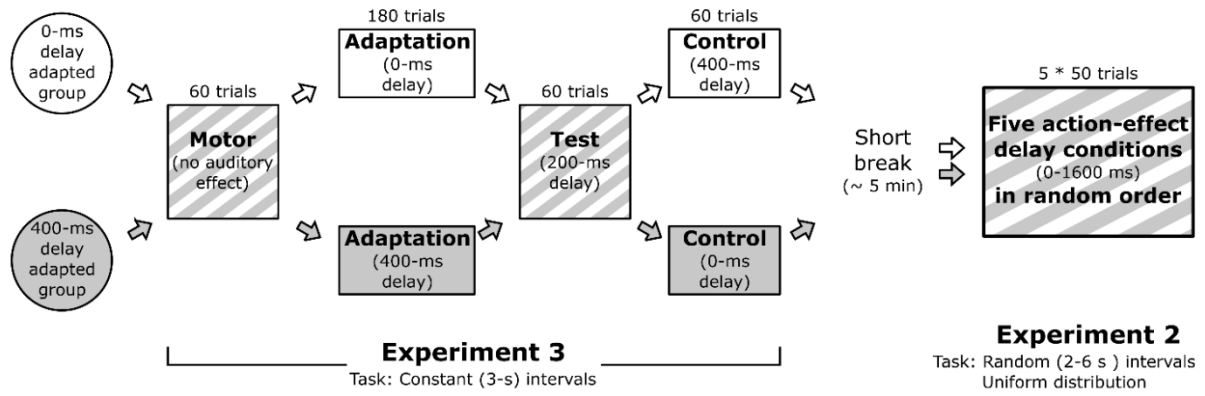 0-ms
delay
adapted
group
400-ms
delay
adapted
group
60 trials
Motor
(no auditory
effect)
180 trials
Adaptation
(0-ms
delay)
Adaptation
(400-ms
delay)
60 trials
Test
(200-ms
delay)
60 trials
Control
(400-ms
delay)
Control
(0-ms
delay)
Short
break
(~ 5 min)
5 * 50 trials
Five action-effect
delay conditions
(0-1600 ms)
in random order
Experiment 3
Task: Constant (3-s) intervals
Experiment 2
Task: Random (2-6 s ) intervals
Uniform distribution